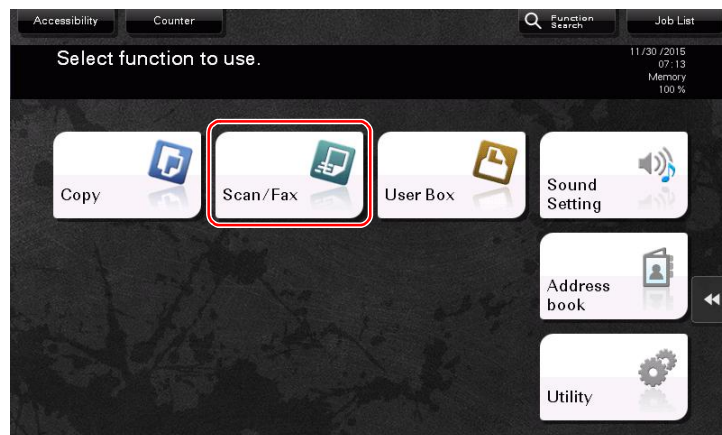 Accessibility
Counter
Function
Search
Job List
Select function to use.
11/30 /2015
07:13
Memory
100 %
Copy
Scan/Fax
User Box
Sound
Setting
Address
book
Utility